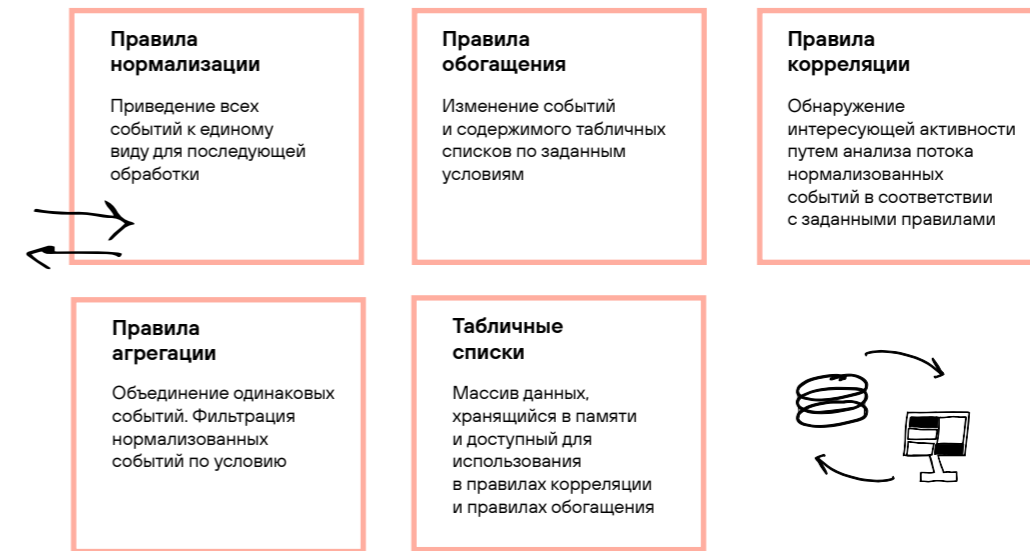 Правила
нормализации
Приведение всех
событий к единому
виду для последующей
обработки
Правила
обогащения
Изменение событий
и содержимого табличных
списков по заданным
условиям
Правила
корреляции
Обнаружение
интересующей активности
путем анализа потока
нормализованных
событий в соответствии
с заданными правилами
Правила
агрегации
Объединение одинаковых
событий. Фильтрация
нормализованных
событий по условию
Табличные
списки
Массив данных,
хранящийся в памяти
и доступный для
использования
в правилах корреляции
и правилах обогащения